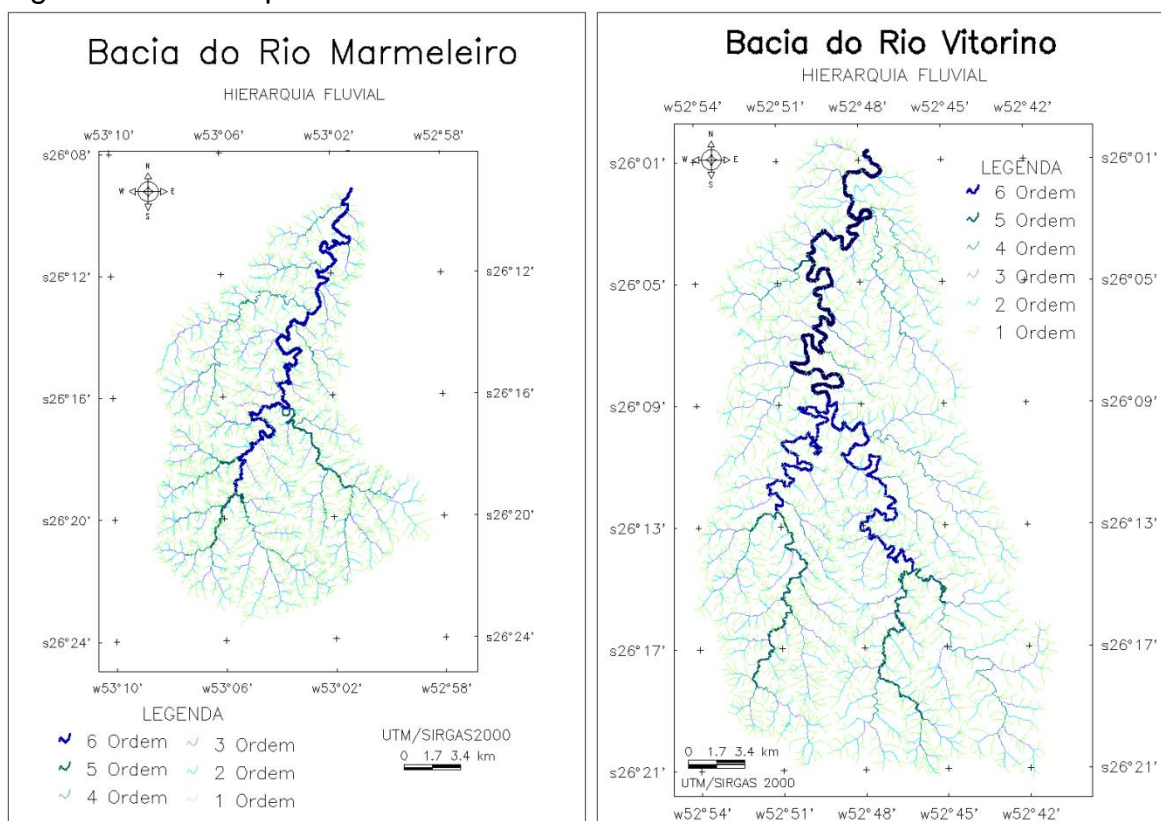 Bacia do Rio Marmeleiro
HIERARQUIA FLUVIAL
w53°10' w53°06' w53°02' w52°58'
s26°08'
N
W E
S
s26°12' s26°12'
s26°16' s26°16'
s26°20' s26°20'
s26°24' s26°24'
w53°10' w53°06' w53°02' w52°58'
LEGENDA
6 Ordem 3 Ordem
5 Ordem 2 Ordem
4 Ordem 1 Ordem
UTM/SIRGAS2000
0 1.7 3.4 km
Bacia do Rio Vitorino
HIERARQUIA FLUVIAL
w52°54' w52°51' w52°48' w52°45' w52°42'
s26°01' s26°01'
N
W E
S
LEGENDA
6 Ordem
5 Ordem
4 Ordem
3 Ordem
2 Ordem
1 Ordem
s26°05' s26°05'
s26°09' s26°09'
s26°13' s26°13'
s26°17' s26°17'
s26°21' s26°21'
0 1.7 3.4 km
UTM/SIRGAS 2000
w52°54' w52°51' w52°48' w52°45' w52°42'